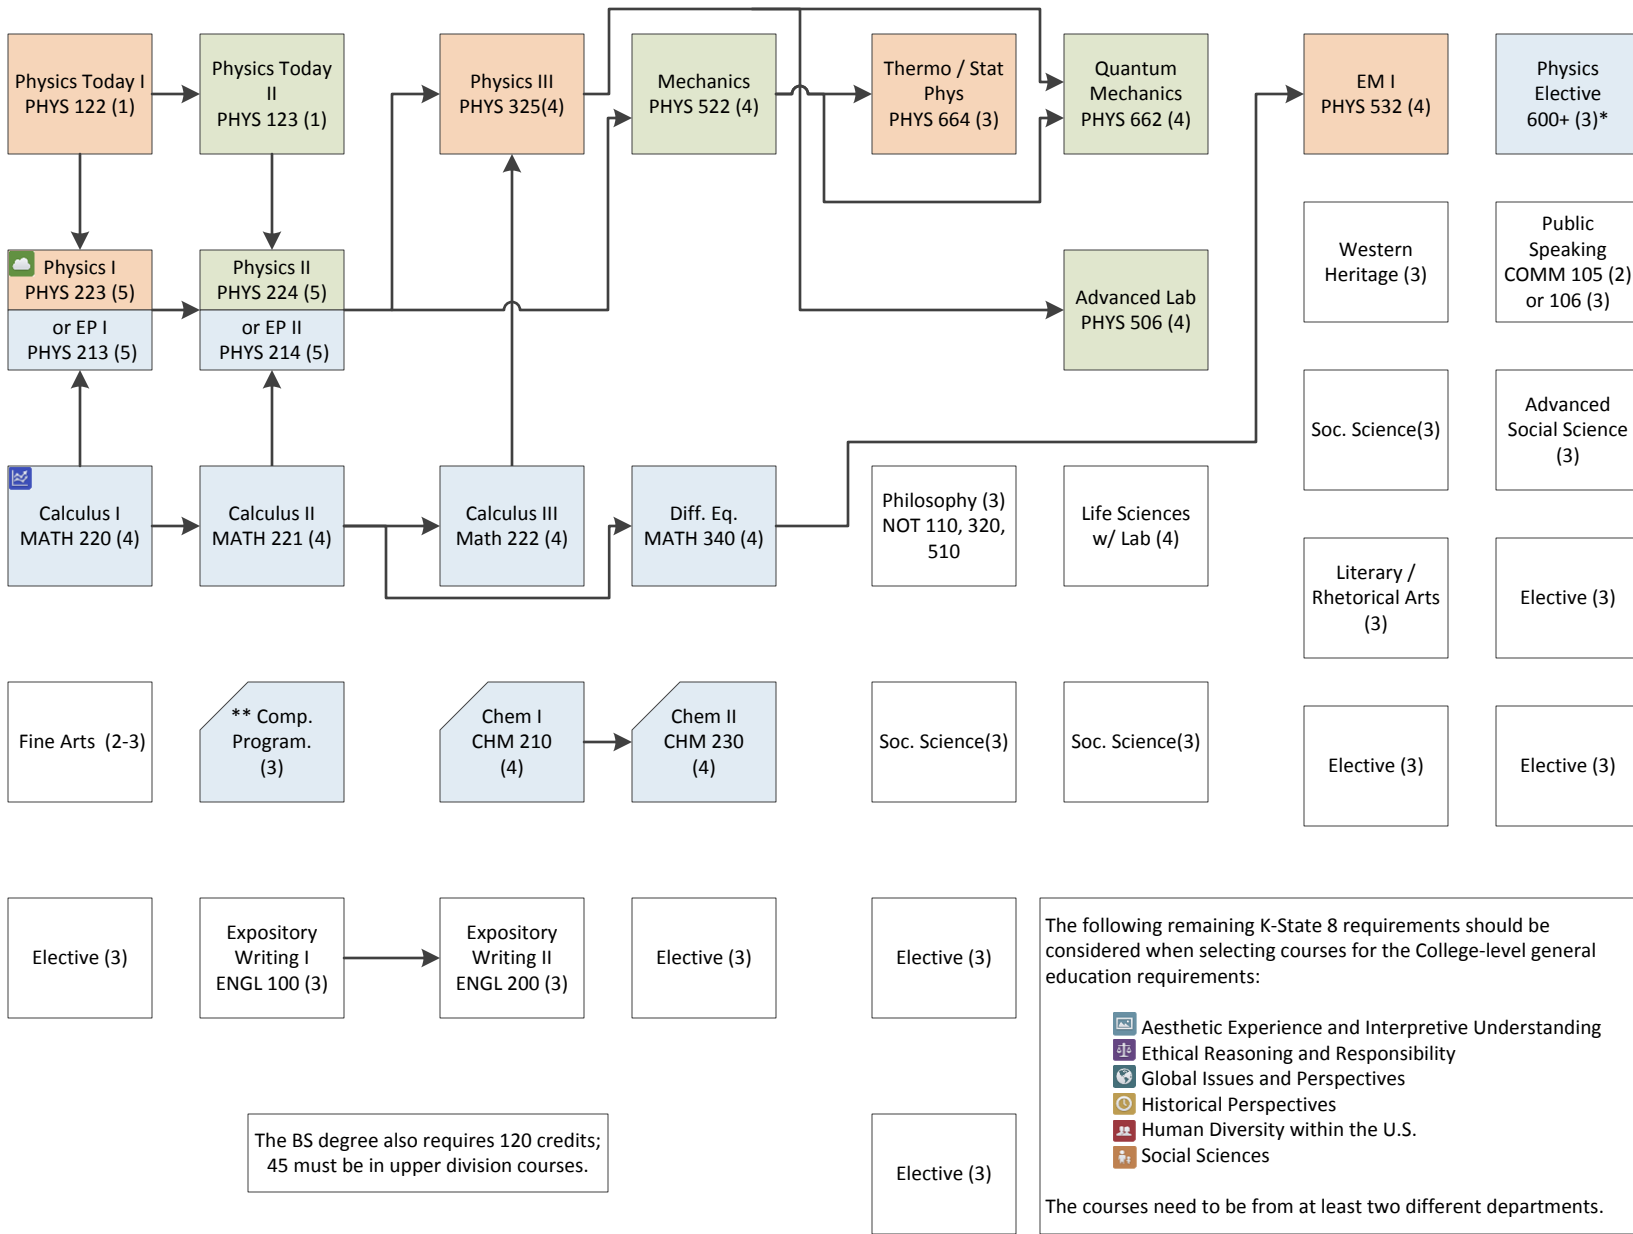 Physics Today I
PHYS 122 (1)
Physics Today
II
PHYS 123 (1)
Physics III
PHYS 325(4)
Mechanics
PHYS 522 (4)
Thermo / Stat
Phys
PHYS 664 (3)
Quantum
Mechanics
PHYS 662 (4)
EM I
PHYS 532 (4)
Physics
Elective
600+ (3)*
Physics I
PHYS 223 (5)
or EP I
PHYS 213 (5)
Physics II
PHYS 224 (5)
or EP II
PHYS 214 (5)
Advanced Lab
PHYS 506 (4)
Western
Heritage (3)
Public
Speaking
COMM 105 (2)
or 106 (3)
Soc. Science(3)
Advanced
Social Science
(3)
Calculus I
MATH 220 (4)
Calculus II
MATH 221 (4)
Calculus III
Math 222 (4)
Diff. Eq.
MATH 340 (4)
Philosophy (3)
NOT 110, 320,
510
Life Sciences
w/ Lab (4)
Literary /
Rhetorical Arts
(3)
Elective (3)
Fine Arts (2-3)
** Comp.
Program.
(3)
Chem I
CHM 210
(4)
Chem II
CHM 230
(4)
Soc. Science(3)
Soc. Science(3)
Elective (3)
Elective (3)
Elective (3)
Expository
Writing I
ENGL 100 (3)
Expository
Writing II
ENGL 200 (3)
Elective (3)
Elective (3)
The following remaining K-State 8 requirements should be
considered when selecting courses for the College-level general
education requirements:
Aesthetic Experience and Interpretive Understanding
Ethical Reasoning and Responsibility
Global Issues and Perspectives
Historical Perspectives
Human Diversity within the U.S.
Social Sciences
The courses need to be from at least two different departments.
The BS degree also requires 120 credits;
45 must be in upper division courses.
Elective (3)